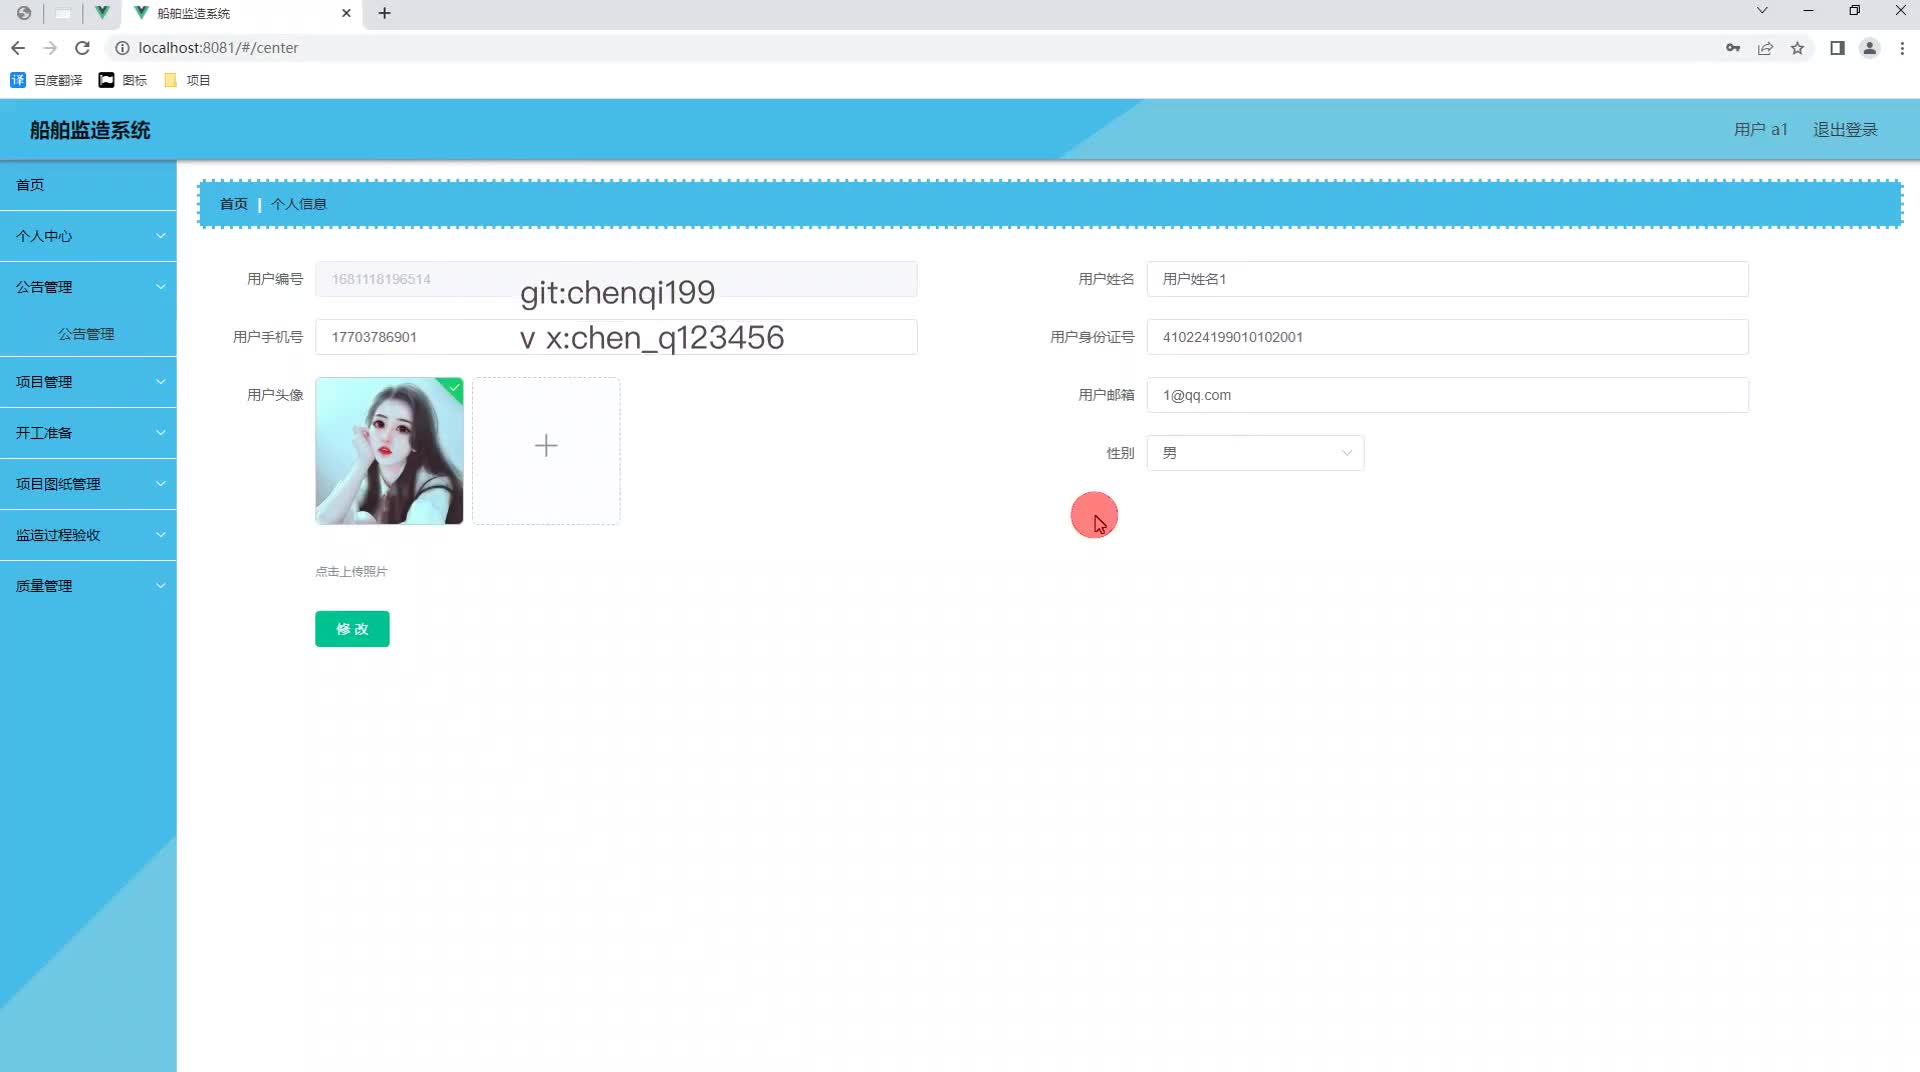 船舶监造系统
localhost:8081/#/center
百度翻译 图标 项目
船舶监造系统
用户 a1 退出登录
首页
个人中心
公告管理
公告管理
项目管理
开工准备
项目图纸管理
监造过程验收
质量管理
首页 | 个人信息
用户编号 1681118196514
用户姓名 用户姓名1
git:chenqi199
用户手机号 17703786901
用户身份证号 410224199010102001
v x:chen_q123456
用户头像
用户邮箱 1@qq.com
性别 男
点击上传照片
修改